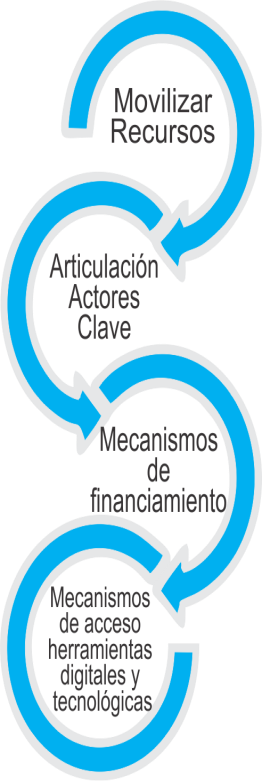 Movilizar
Recursos
Articulación
Actores
Clave
Mecanismos
de
financiamiento
Mecanismos
de acceso
herramientas
digitales y
tecnológicas